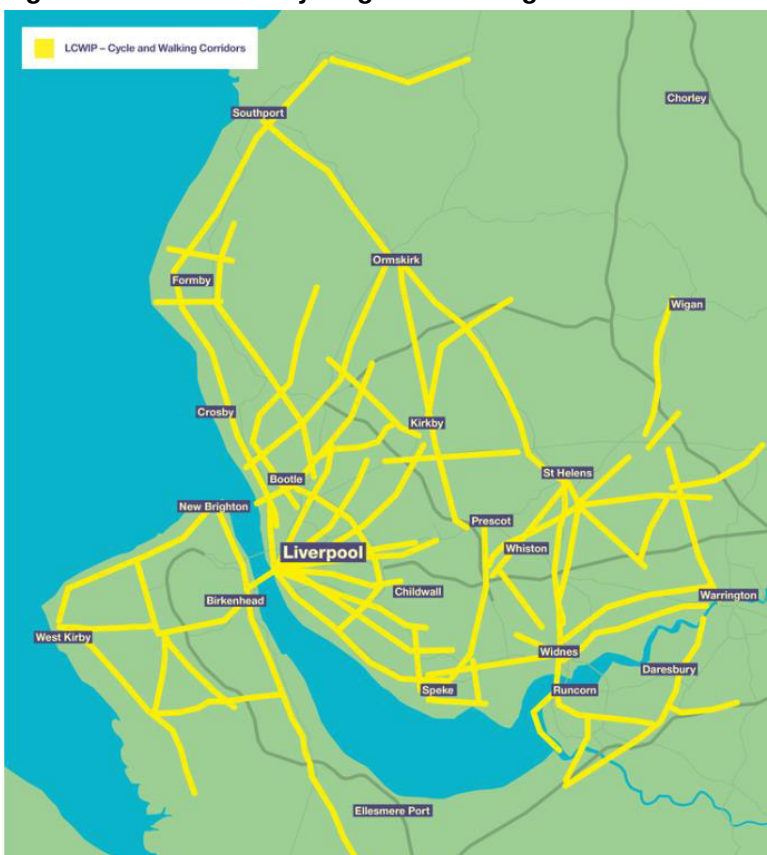 LCWIP – Cycle and Walking Corridors
Chorley
Southport
Ormskirk
Formby
Wigan
Crosby
Kirkby
St Helens
Bootle
New Brighton
Prescot
Liverpool
Whiston
Childwall
Warrington
Birkenhead
West Kirby
Widnes
Daresbury
Speke
Runcorn
Ellesmere Port